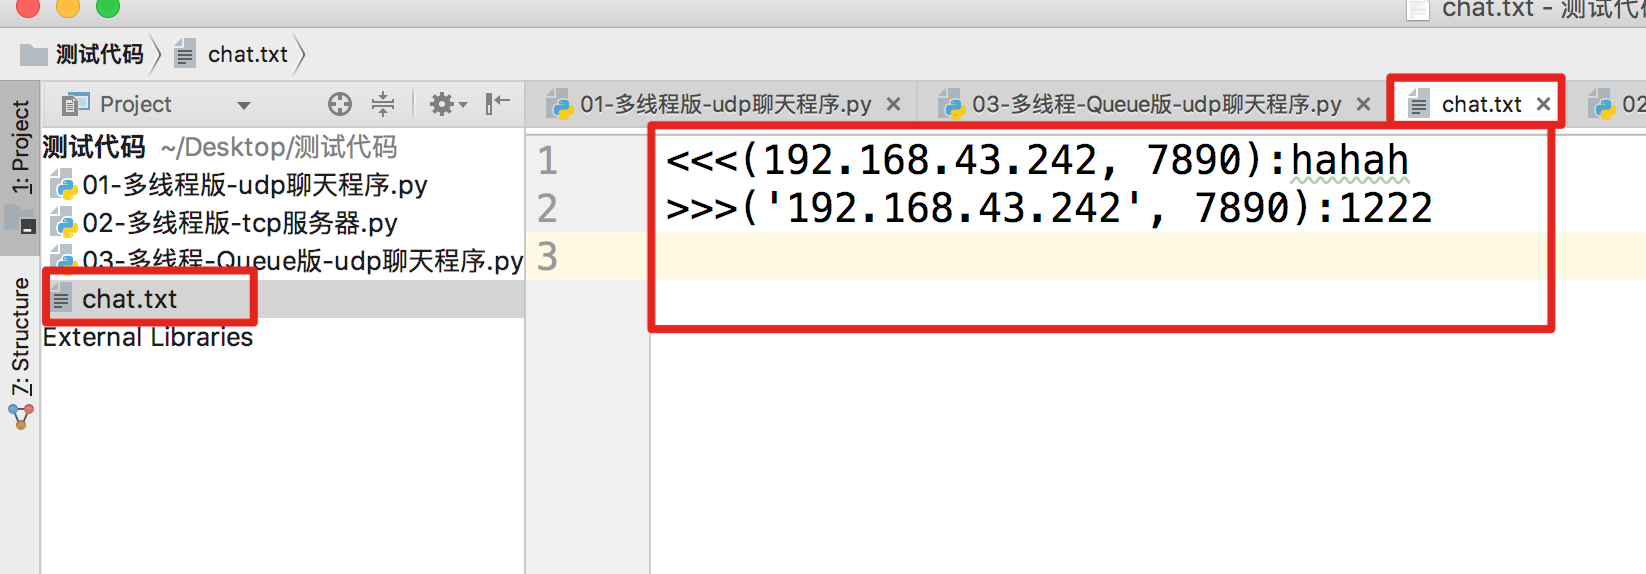 chat.txt - 测试代码
测试代码 chat.txt
1: Project
Project
01-多线程版-udp聊天程序.py
03-多线程-Queue版-udp聊天程序.py
chat.txt
02
测试代码 ~/Desktop/测试代码
01-多线程版-udp聊天程序.py
02-多线程版-tcp服务器.py
03-多线程-Queue版-udp聊天程序.py
chat.txt
External Libraries
7: Structure
1 <<<(192.168.43.242, 7890):hahah
2 >>>('192.168.43.242', 7890):1222
3